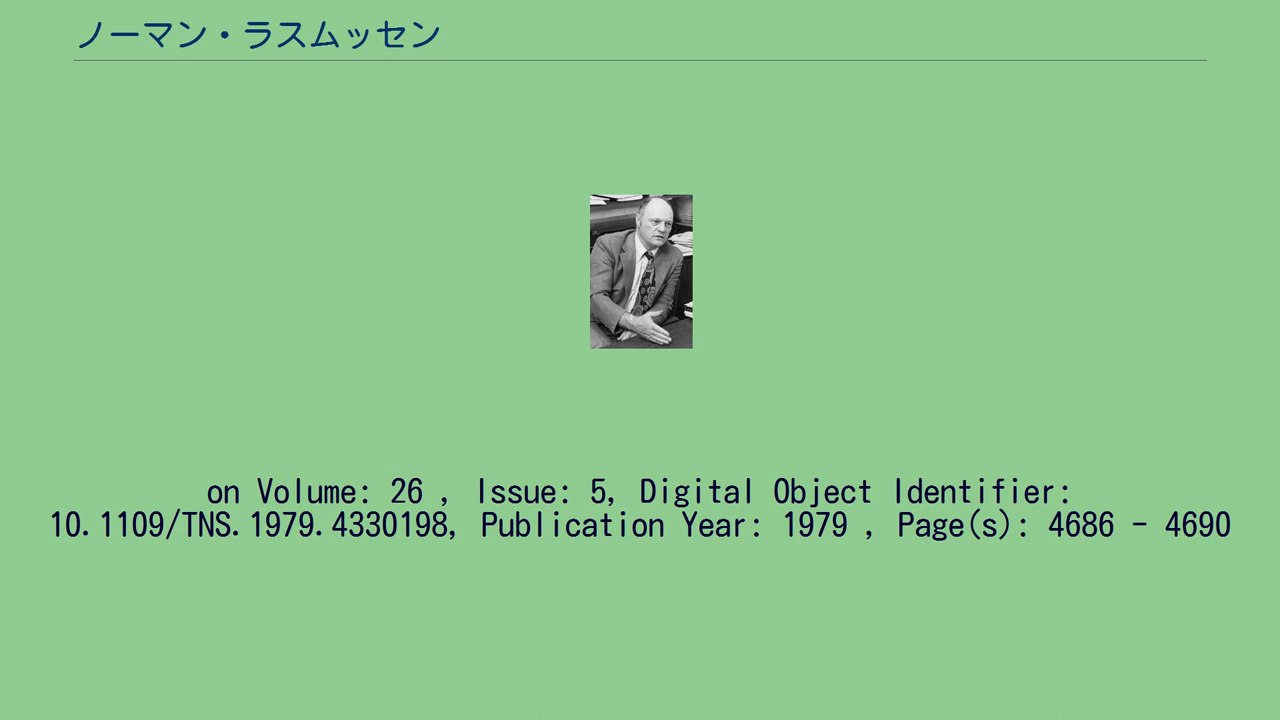 ノーマン・ラスムッセン
on Volume: 26 , Issue: 5, Digital Object Identifier:
10.1109/TNS.1979.4330198, Publication Year: 1979 , Page(s): 4686 - 4690